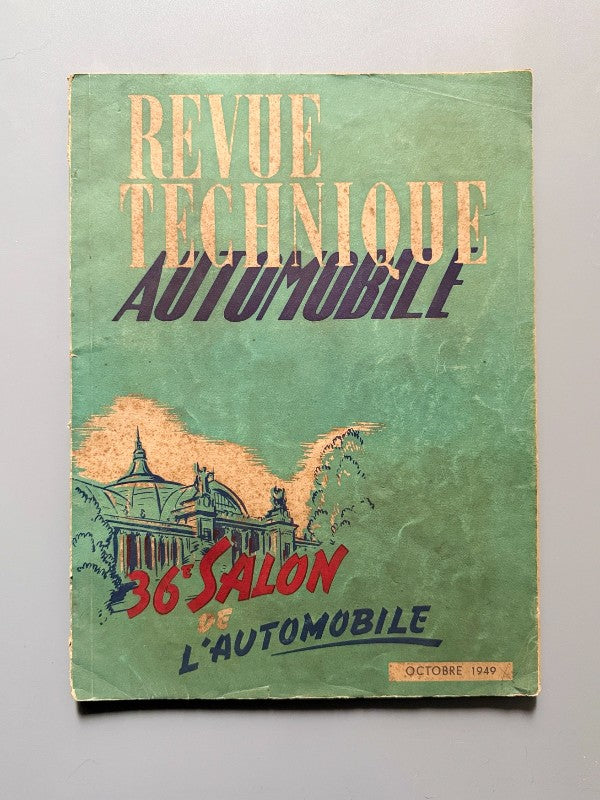 REVUE
TECHNIQUE
AUTOMOBILE
36E SALON
DE
L'AUTOMOBILE
OCTOBRE 1949